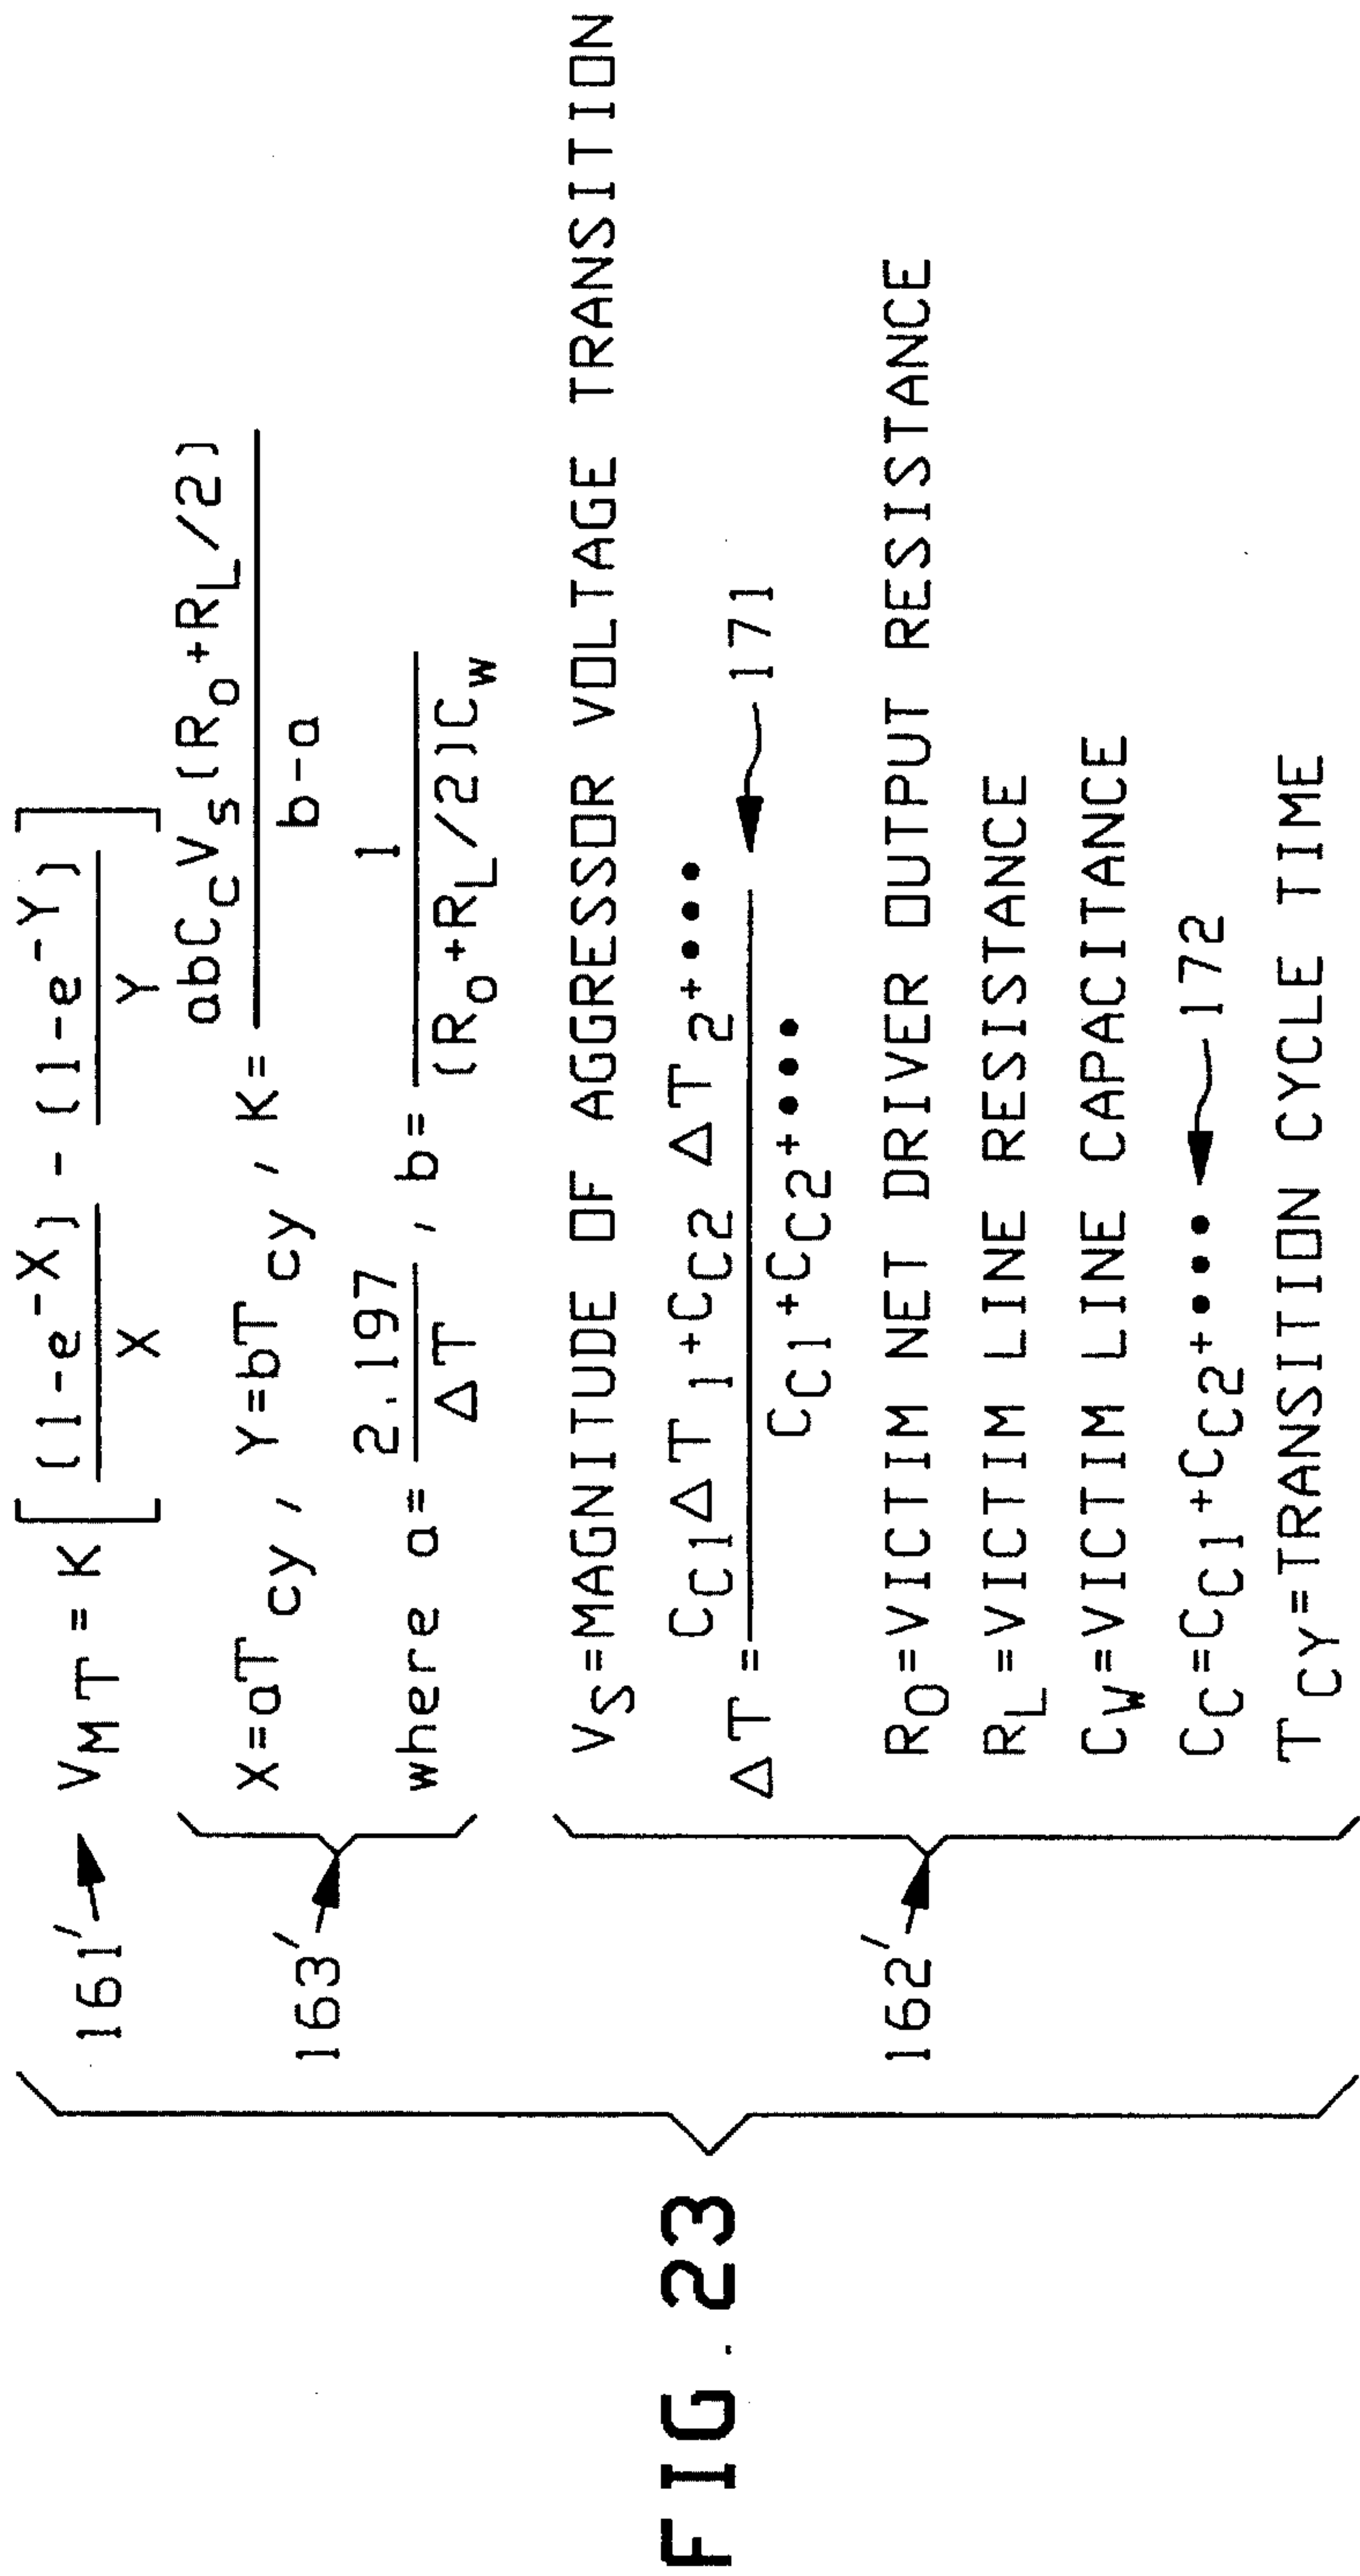 161′ V_MT = K [ (1-e^-X)/X - (1-e^-Y)/Y ]
163′
X=aT_cy, Y=bT_cy, K= abC_cV_s(R_o+R_L/2) / b-a
where a= 2.197/ΔT, b= 1/(R_o+R_L/2)C_w
162′
V_S=MAGNITUDE OF AGGRESSOR VOLTAGE TRANSITION
ΔT = C_C1ΔT_1+C_C2 ΔT_2+••• / C_C1+C_C2+••• 171
R_O=VICTIM NET DRIVER OUTPUT RESISTANCE
R_L=VICTIM LINE RESISTANCE
C_W=VICTIM LINE CAPACITANCE
C_C=C_C1+C_C2+••• 172
T_CY=TRANSITION CYCLE TIME
FIG. 23